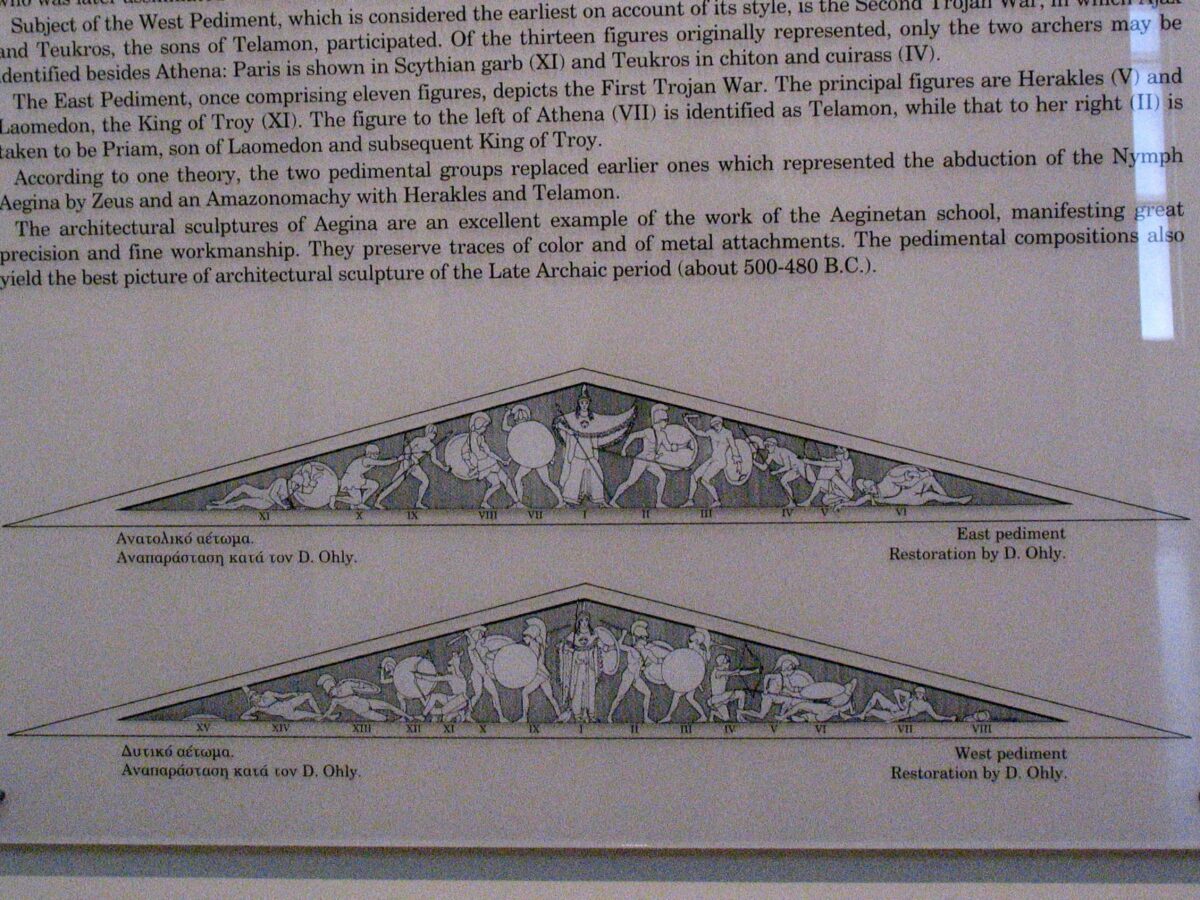 who was later
Subject of the West Pediment, which is considered the earliest on account of its style, is the Second Trojan War, in which Ajax
and Teukros, the sons of Telamon, participated. Of the thirteen figures originally represented, only the two archers may be
identified besides Athena: Paris is shown in Scythian garb (XI) and Teukros in chiton and cuirass (IV).
The East Pediment, once comprising eleven figures, depicts the First Trojan War. The principal figures are Herakles (V) and
Laomedon, the King of Troy (XI). The figure to the left of Athena (VII) is identified as Telamon, while that to her right (II) is
taken to be Priam, son of Laomedon and subsequent King of Troy.
According to one theory, the two pedimental groups replaced earlier ones which represented the abduction of the Nymph
Aegina by Zeus and an Amazonomachy with Herakles and Telamon.
The architectural sculptures of Aegina are an excellent example of the work of the Aeginetan school, manifesting great
precision and fine workmanship. They preserve traces of color and of metal attachments. The pedimental compositions also
yield the best picture of architectural sculpture of the Late Archaic period (about 500-480 B.C.).
XI X IX VIII VII I II III IV V VI
Ανατολικό αέτωμα. East pediment
Αναπαράσταση κατά τον D. Ohly. Restoration by D. Ohly.
XV XIV XIII XII XI X IX I II III IV V VI VII VIII
Δυτικό αέτωμα. West pediment
Αναπαράσταση κατά τον D. Ohly. Restoration by D. Ohly.